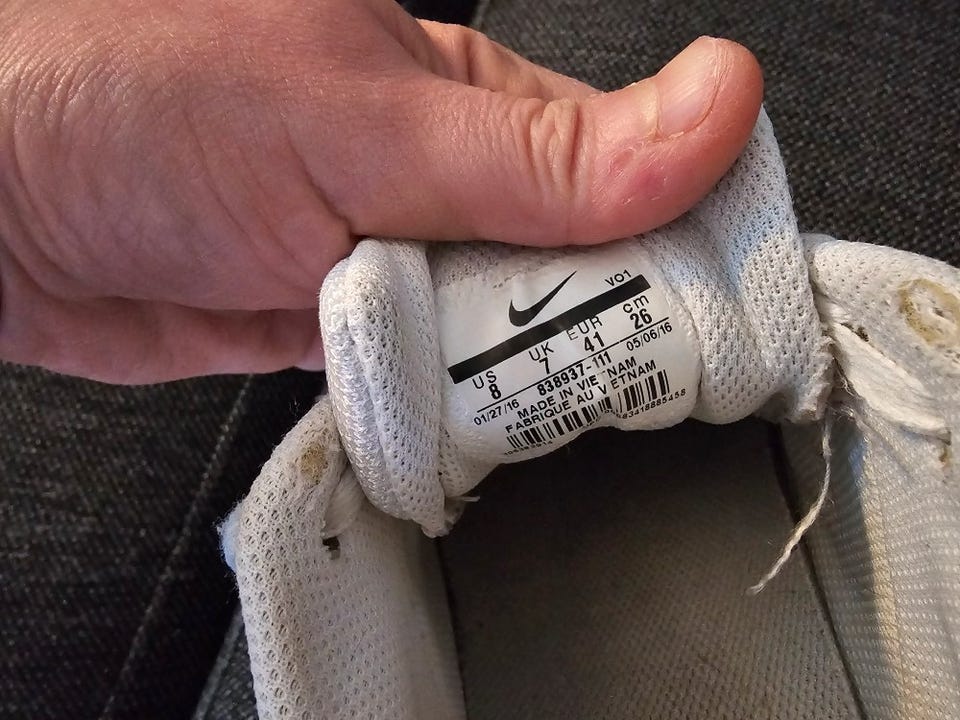 VO1
US UK EUR cm
8 7 41 26
838937-111
01/27/16 05/06/16
MADE IN VIETNAM
FABRIQUE AU VIETNAM